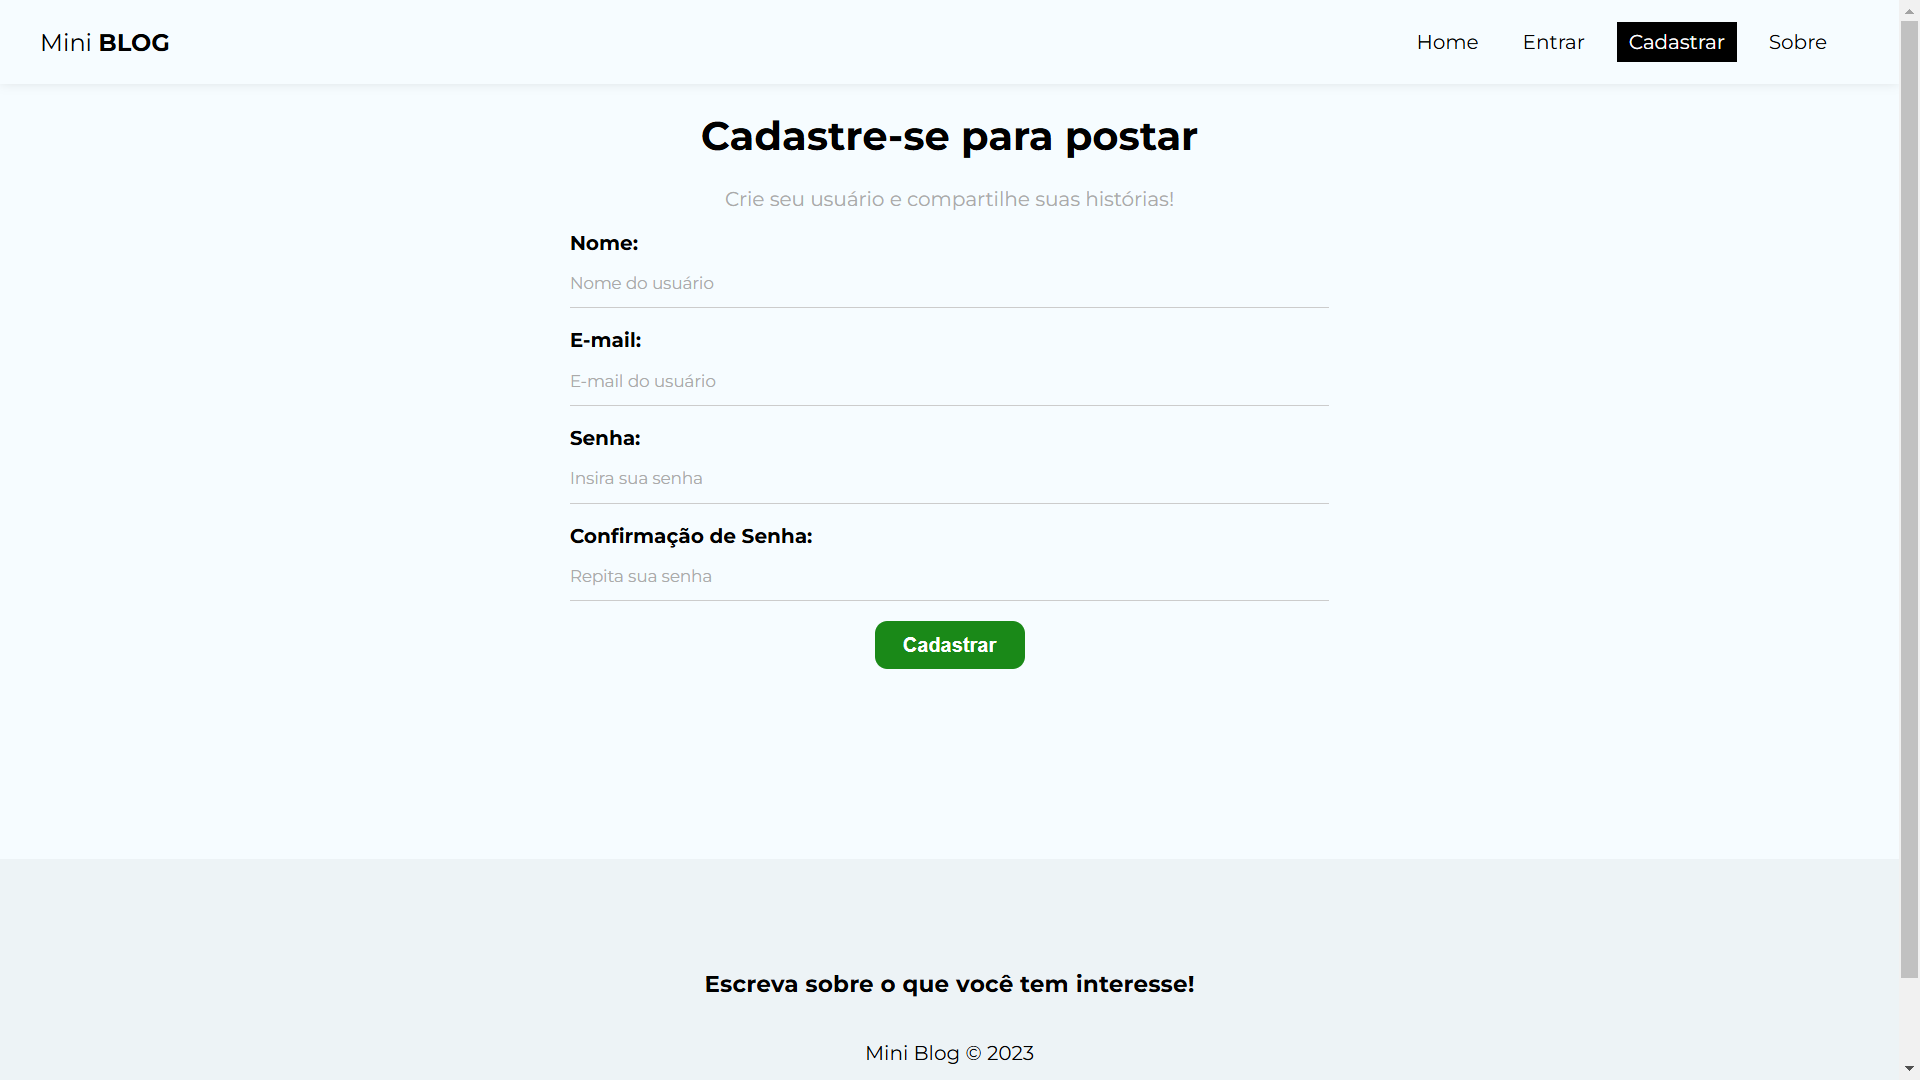 Mini BLOG
Home Entrar Cadastrar Sobre
Cadastre-se para postar
Crie seu usuário e compartilhe suas histórias!
Nome:
Nome do usuário
E-mail:
E-mail do usuário
Senha:
Insira sua senha
Confirmação de Senha:
Repita sua senha
Cadastrar
Escreva sobre o que você tem interesse!
Mini Blog © 2023